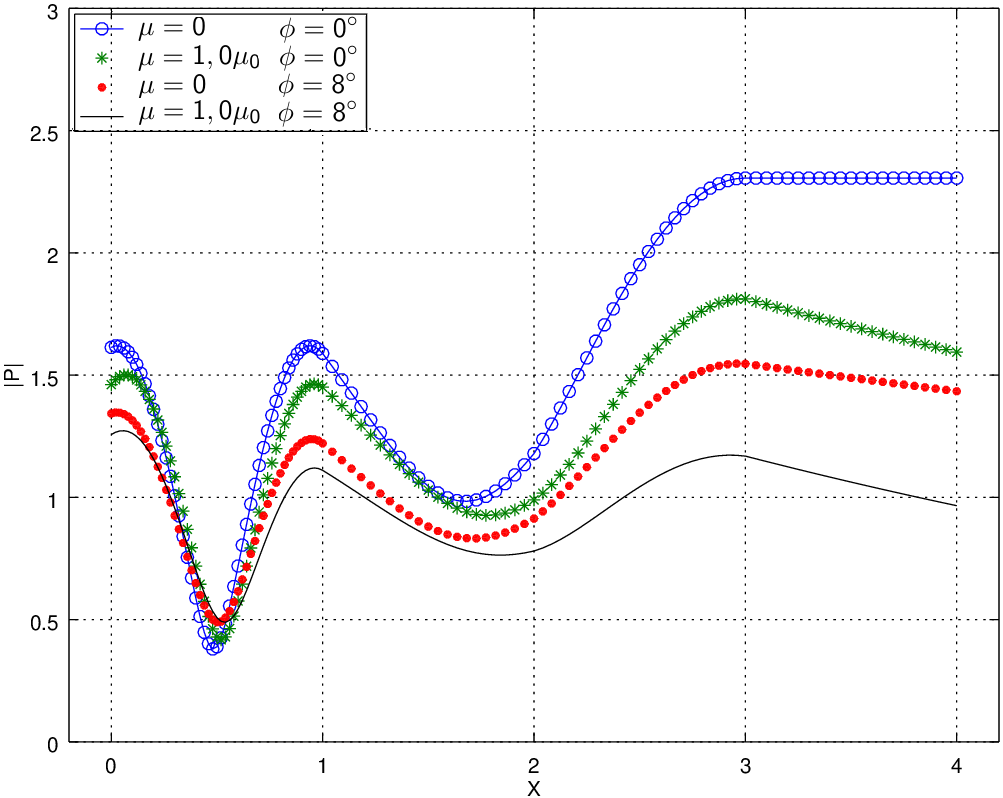 3
μ = 0 ϕ = 0°
μ = 1, 0μ₀ ϕ = 0°
μ = 0 ϕ = 8°
μ = 1, 0μ₀ ϕ = 8°
2.5
2
|P|
1.5
1
0.5
0
0 1 2 3 4
X